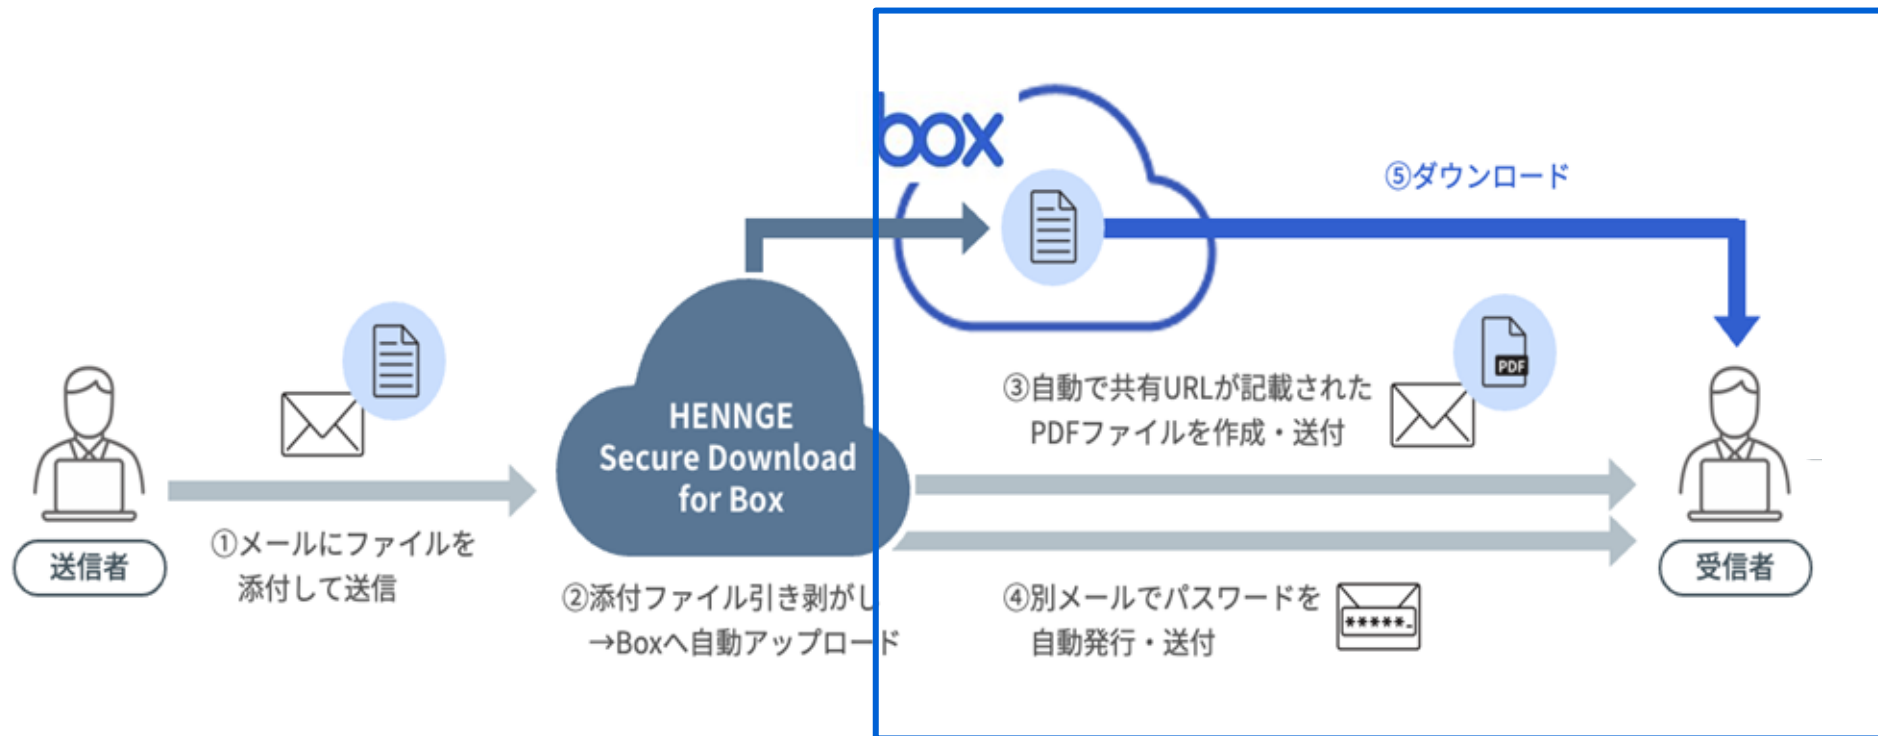 box
⑤ダウンロード
HENNGE
Secure Download
for Box
PDF
③自動で共有URLが記載された
PDFファイルを作成・送付
送信者
①メールにファイルを
添付して送信
②添付ファイル引き剥がし
→Boxへ自動アップロード
④別メールでパスワードを
自動発行・送付
*****-
受信者